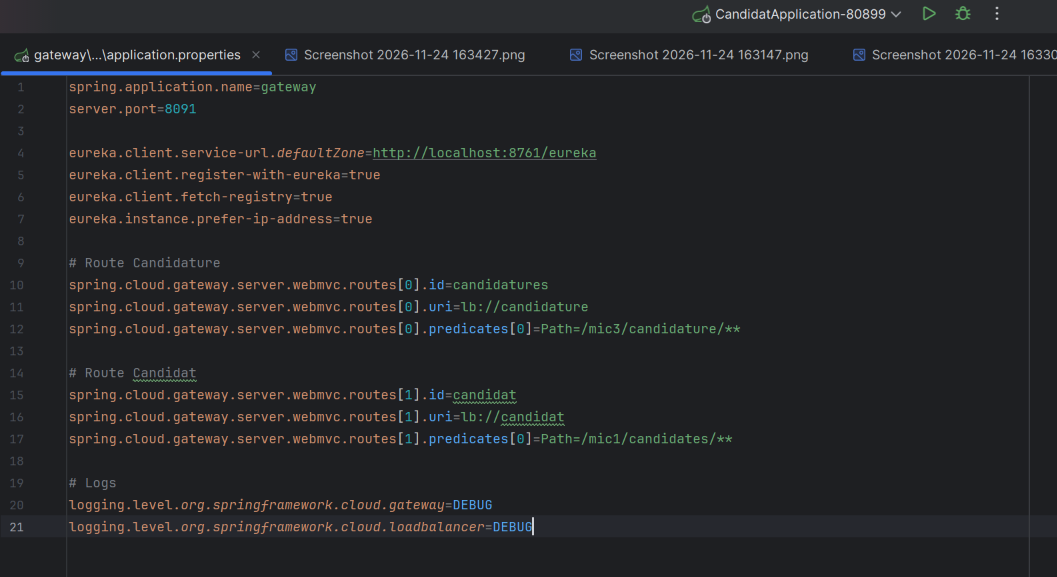 CandidatApplication-80899
gateway\...\application.properties
Screenshot 2026-11-24 163427.png
Screenshot 2026-11-24 163147.png
Screenshot 2026-11-24 16330
1 spring.application.name=gateway
2 server.port=8091
3
4 eureka.client.service-url.defaultZone=http://localhost:8761/eureka
5 eureka.client.register-with-eureka=true
6 eureka.client.fetch-registry=true
7 eureka.instance.prefer-ip-address=true
8
9 # Route Candidature
10 spring.cloud.gateway.server.webmvc.routes[0].id=candidatures
11 spring.cloud.gateway.server.webmvc.routes[0].uri=lb://candidature
12 spring.cloud.gateway.server.webmvc.routes[0].predicates[0]=Path=/mic3/candidature/**
13
14 # Route Candidat
15 spring.cloud.gateway.server.webmvc.routes[1].id=candidat
16 spring.cloud.gateway.server.webmvc.routes[1].uri=lb://candidat
17 spring.cloud.gateway.server.webmvc.routes[1].predicates[0]=Path=/mic1/candidates/**
18
19 # Logs
20 logging.level.org.springframework.cloud.gateway=DEBUG
21 logging.level.org.springframework.cloud.loadbalancer=DEBUG